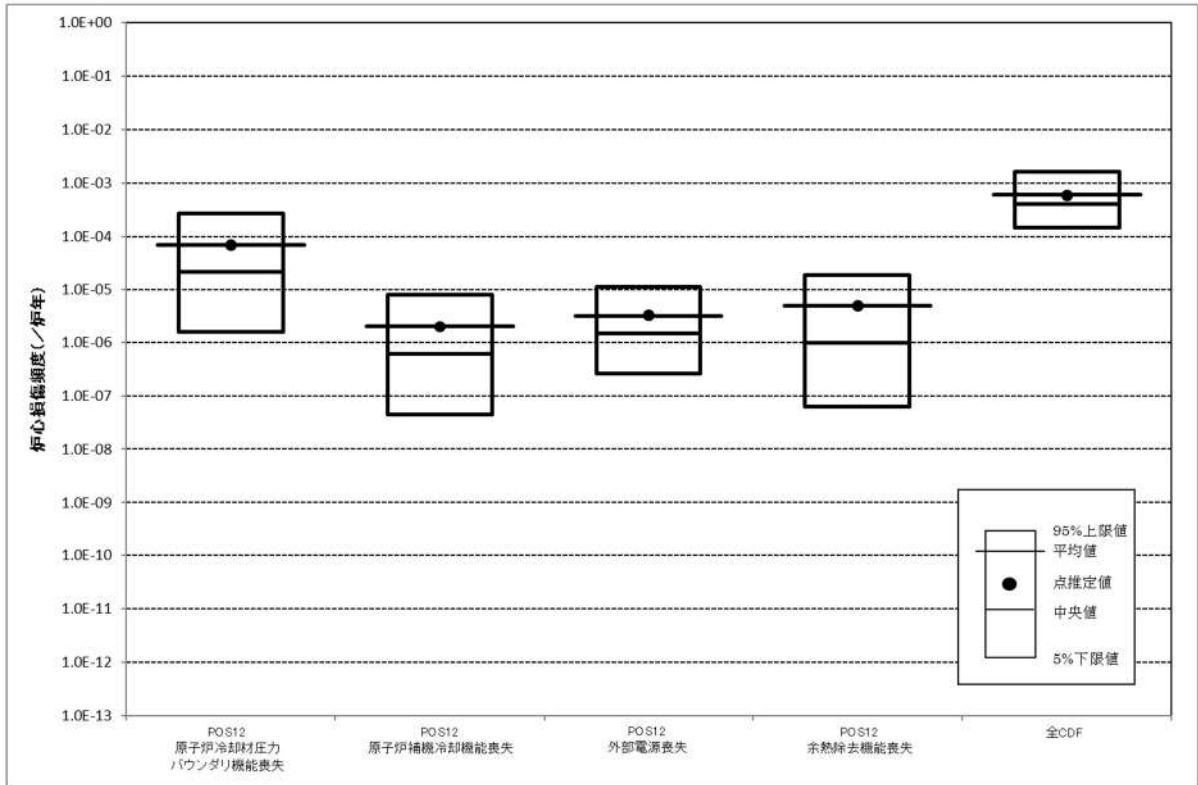 炉心損傷頻度(／炉年)
1.0E+00
1.0E-01
1.0E-02
1.0E-03
1.0E-04
1.0E-05
1.0E-06
1.0E-07
1.0E-08
1.0E-09
1.0E-10
1.0E-11
1.0E-12
1.0E-13
95%上限値
平均値
点推定値
中央値
5%下限値
POS12
原子炉冷却材圧力
バウンダリ機能喪失
POS12
原子炉補機冷却機能喪失
POS12
外部電源喪失
POS12
余熱除去機能喪失
全CDF